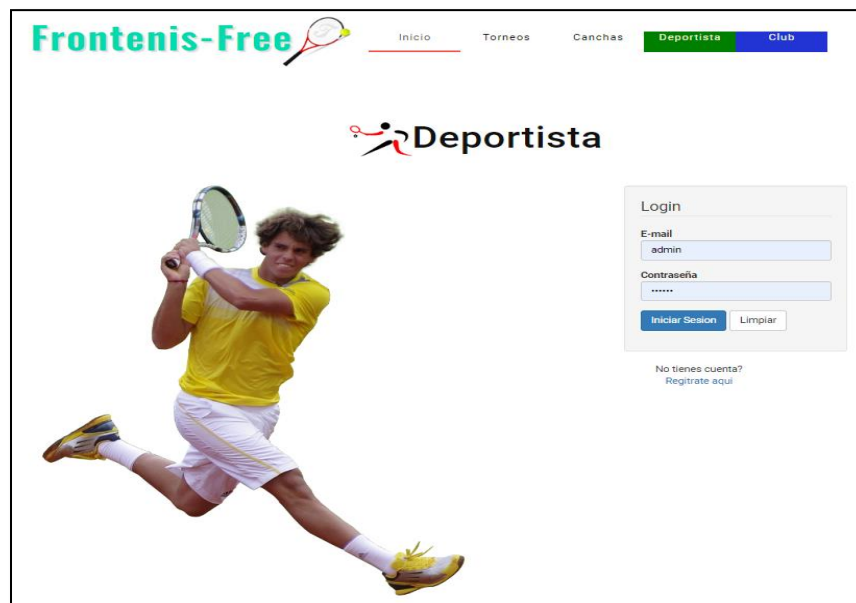 Frontenis-Free
Inicio Torneos Canchas Deportista Club
Deportista
Login
E-mail
admin
Contraseña
······
Iniciar Sesion Limpiar
No tienes cuenta?
Regitrate aqui